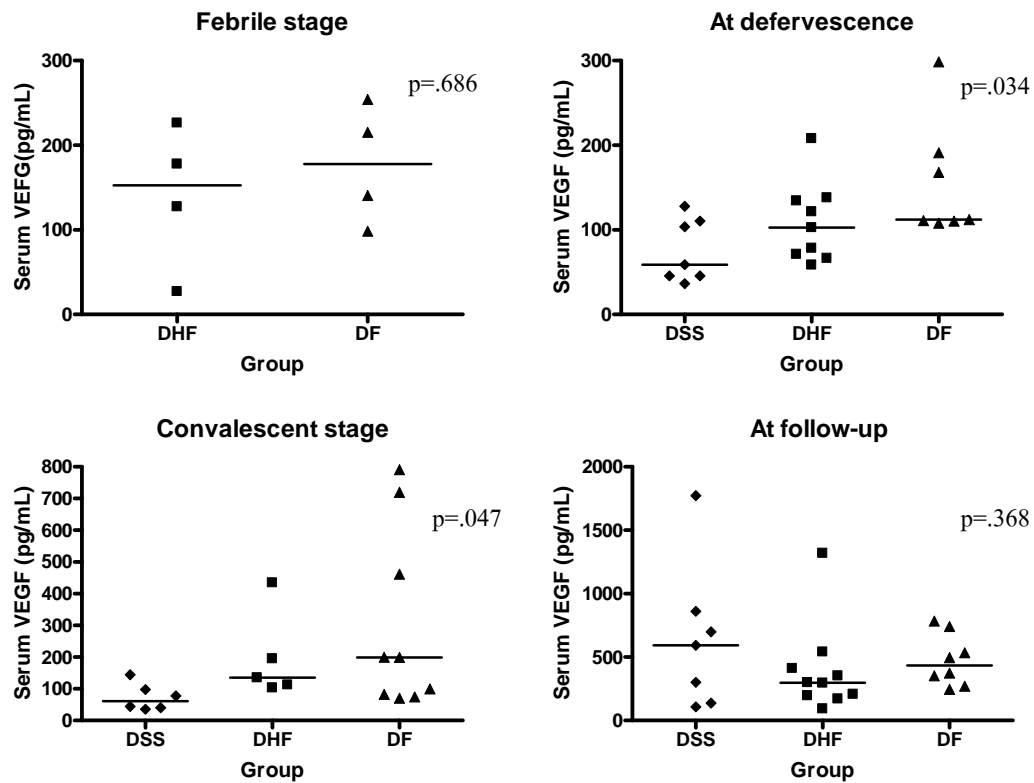 Febrile stage
p=.686
Serum VEFG(pg/mL)
300
200
100
0
DHF DF
Group
At defervescence
p=.034
Serum VEGF (pg/mL)
300
200
100
0
DSS DHF DF
Group
Convalescent stage
p=.047
Serum VEGF (pg/mL)
800
700
600
500
400
300
200
100
0
DSS DHF DF
Group
At follow-up
p=.368
Serum VEGF (pg/mL)
2000
1500
1000
500
0
DSS DHF DF
Group